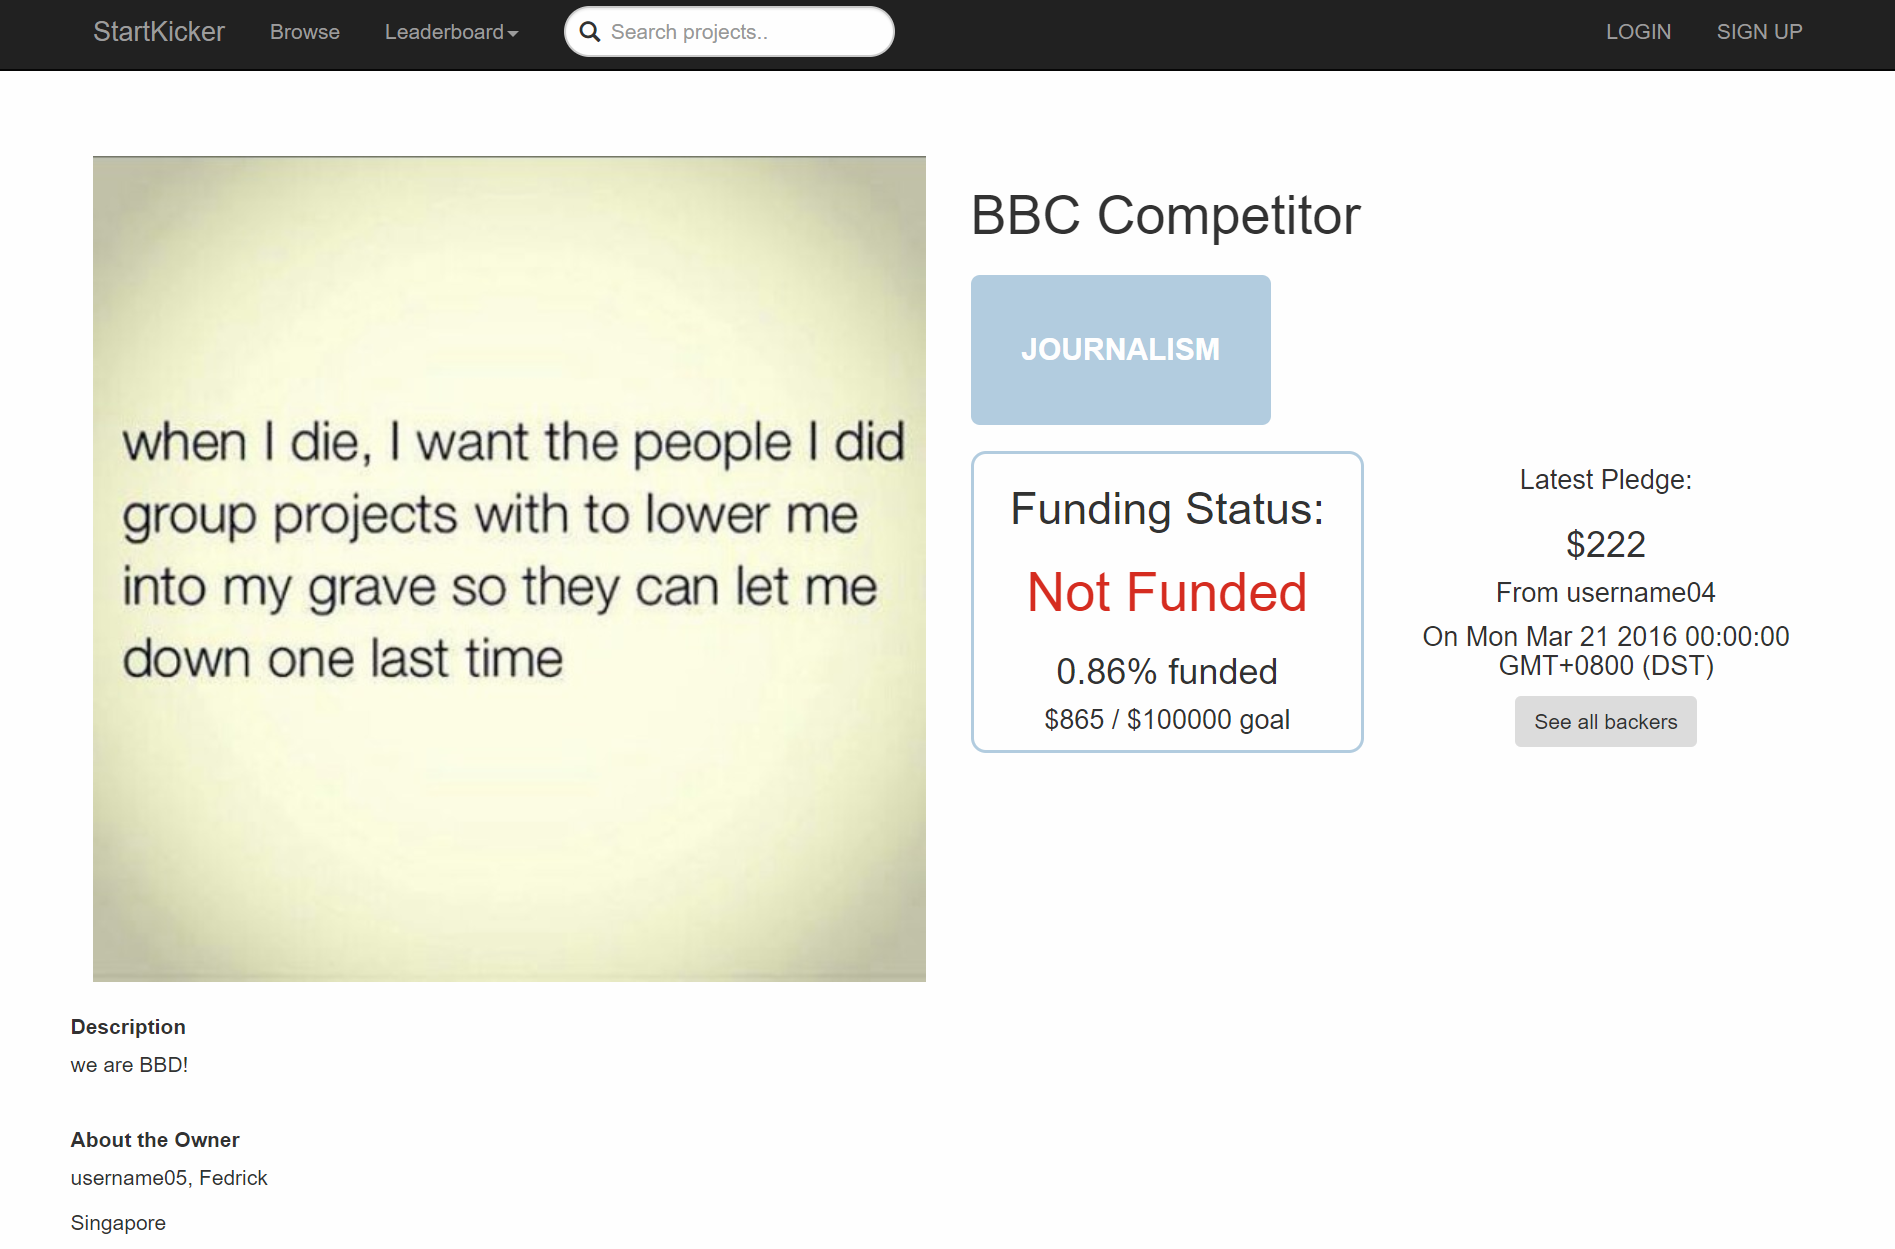 StartKicker Browse Leaderboard Search projects.. LOGIN SIGN UP
when I die, I want the people I did
group projects with to lower me
into my grave so they can let me
down one last time
BBC Competitor
JOURNALISM
Funding Status:
Not Funded
0.86% funded
$865 / $100000 goal
Latest Pledge:
$222
From username04
On Mon Mar 21 2016 00:00:00
GMT+0800 (DST)
See all backers
Description
we are BBD!
About the Owner
username05, Fedrick
Singapore